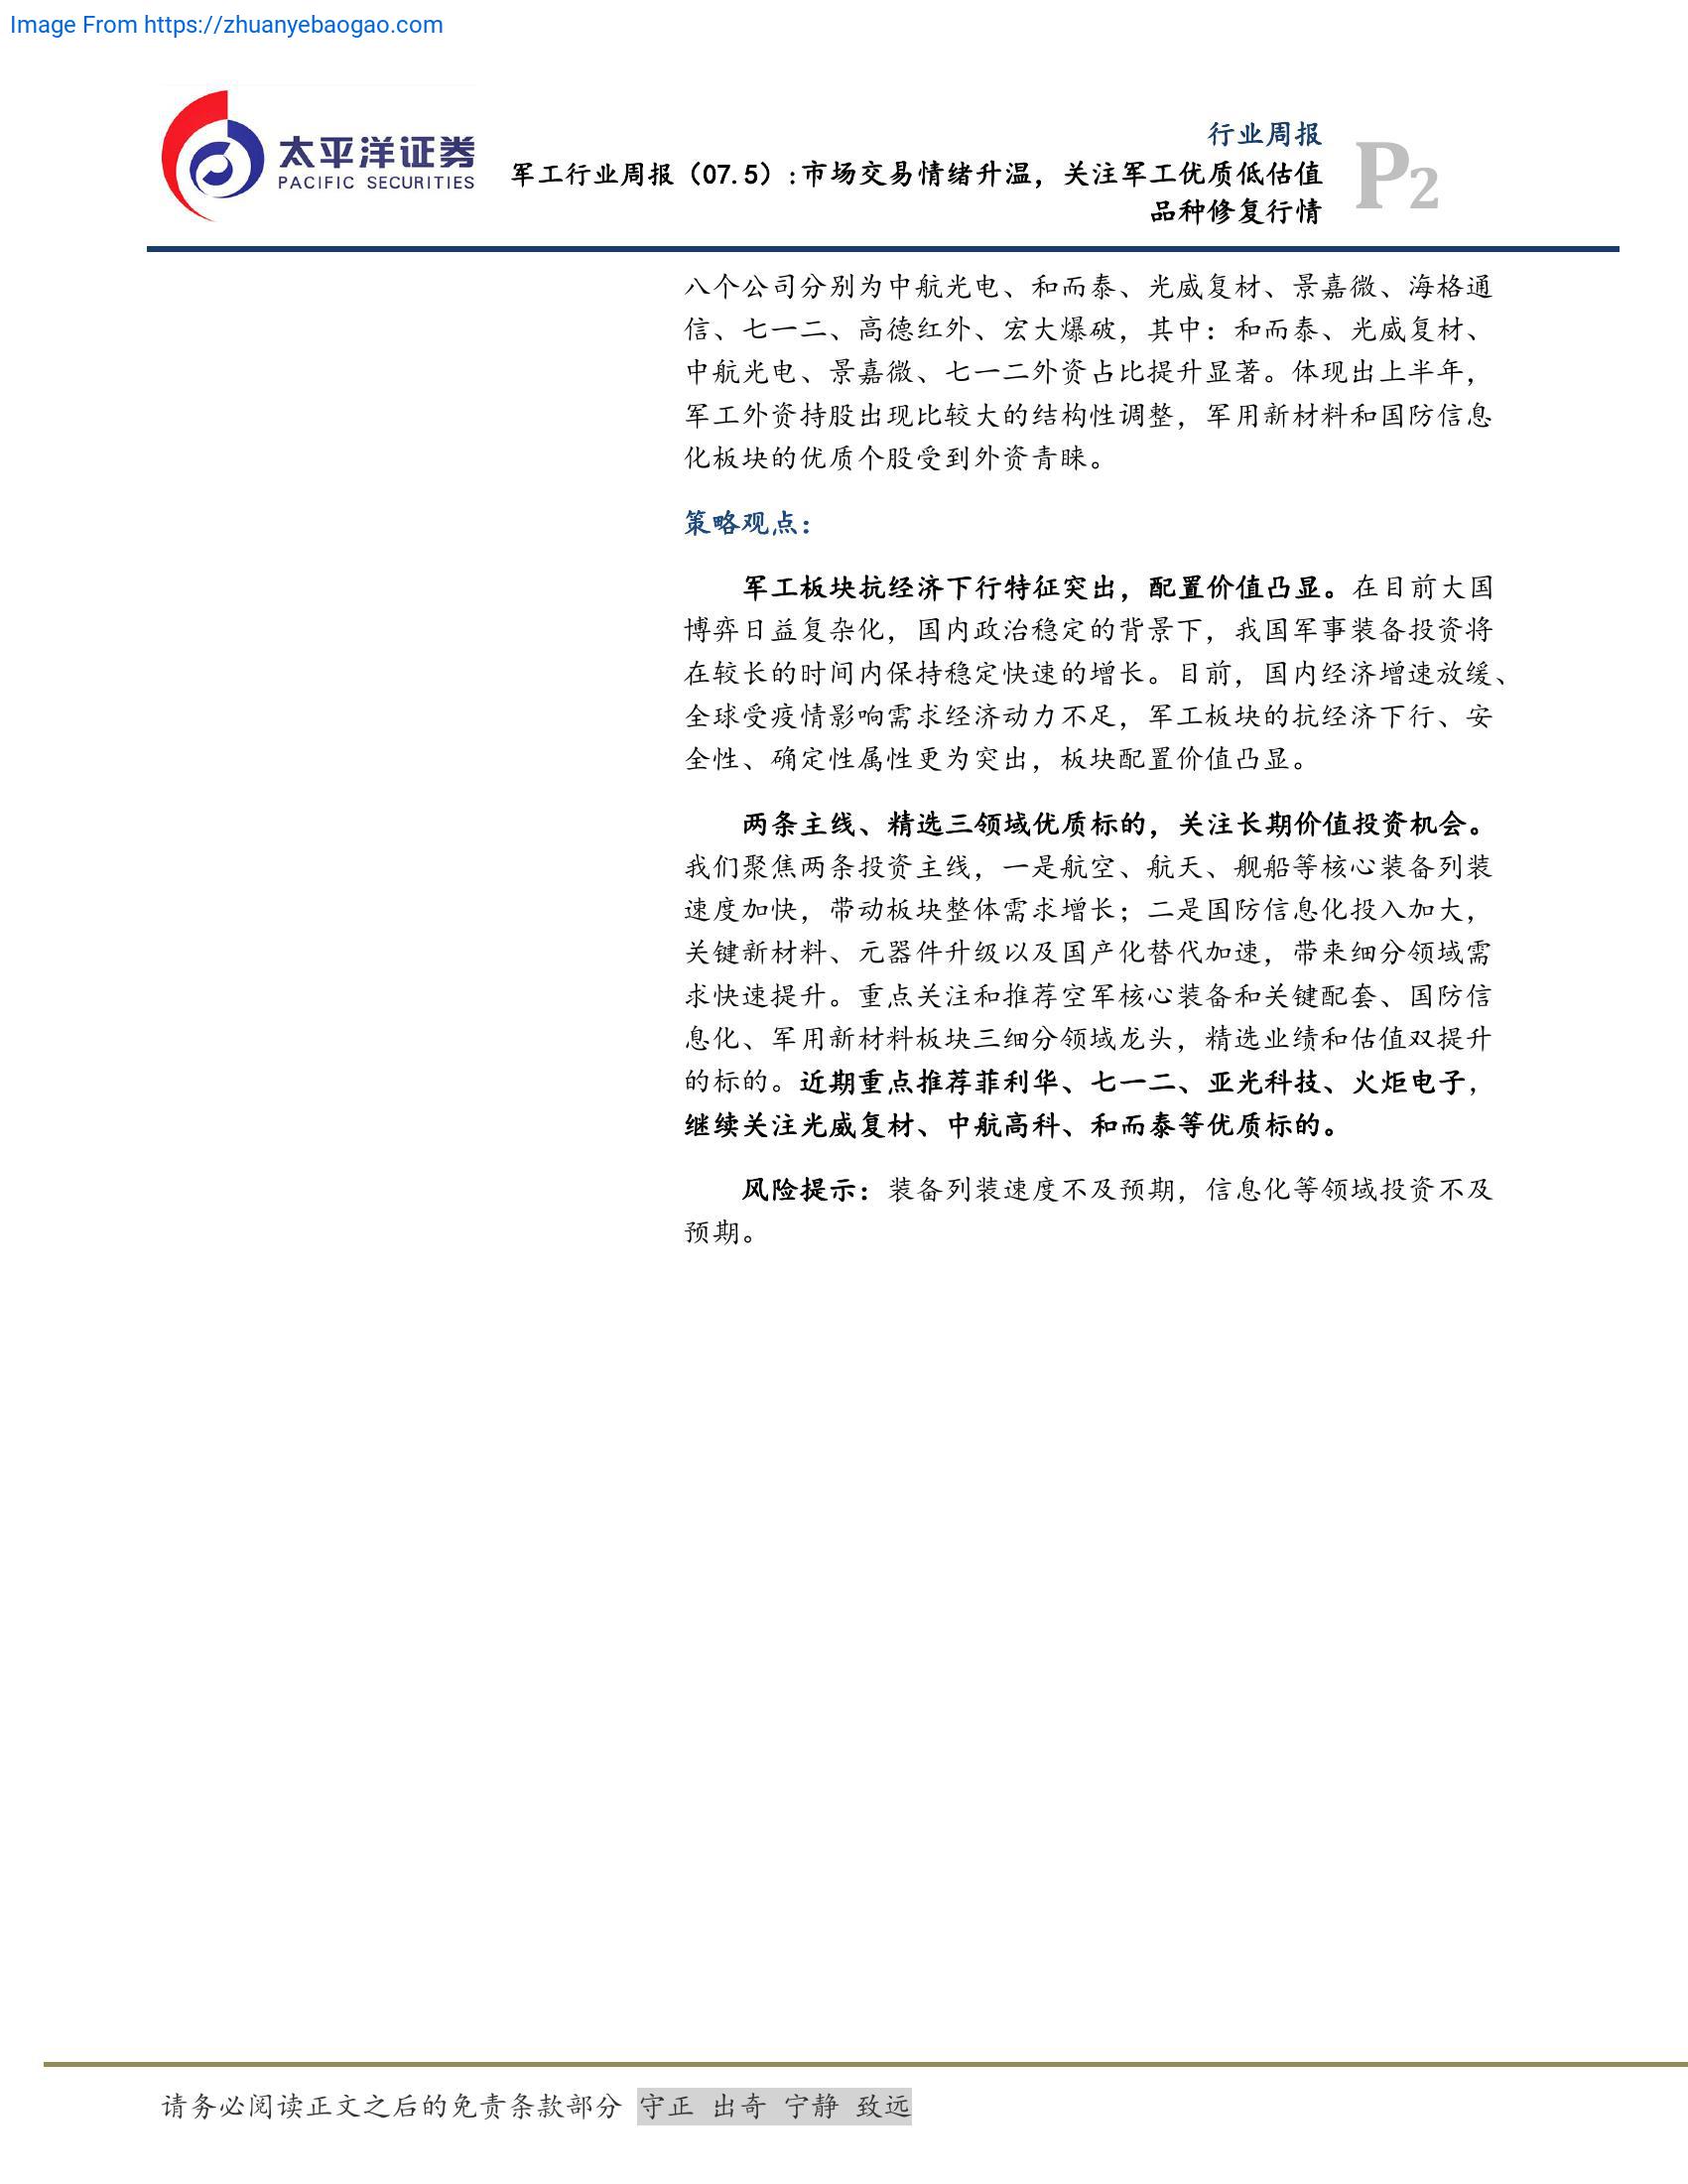 Image From https://zhuanyebaogao.com
太平洋证券
PACIFIC SECURITIES
行业周报
军工行业周报（07.5）:市场交易情绪升温，关注军工优质低估值
品种修复行情
P2
八个公司分别为中航光电、和而泰、光威复材、景嘉微、海格通
信、七一二、高德红外、宏大爆破，其中：和而泰、光威复材、
中航光电、景嘉微、七一二外资占比提升显著。体现出上半年，
军工外资持股出现比较大的结构性调整，军用新材料和国防信息
化板块的优质个股受到外资青睐。
策略观点：
军工板块抗经济下行特征突出，配置价值凸显。在目前大国
博弈日益复杂化，国内政治稳定的背景下，我国军事装备投资将
在较长的时间内保持稳定快速的增长。目前，国内经济增速放缓、
全球受疫情影响需求经济动力不足，军工板块的抗经济下行、安
全性、确定性属性更为突出，板块配置价值凸显。
两条主线、精选三领域优质标的，关注长期价值投资机会。
我们聚焦两条投资主线，一是航空、航天、舰船等核心装备列装
速度加快，带动板块整体需求增长；二是国防信息化投入加大，
关键新材料、元器件升级以及国产化替代加速，带来细分领域需
求快速提升。重点关注和推荐空军核心装备和关键配套、国防信
息化、军用新材料板块三细分领域龙头，精选业绩和估值双提升
的标的。近期重点推荐菲利华、七一二、亚光科技、火炬电子，
继续关注光威复材、中航高科、和而泰等优质标的。
风险提示：装备列装速度不及预期，信息化等领域投资不及
预期。
请务必阅读正文之后的免责条款部分 守正 出奇 宁静 致远